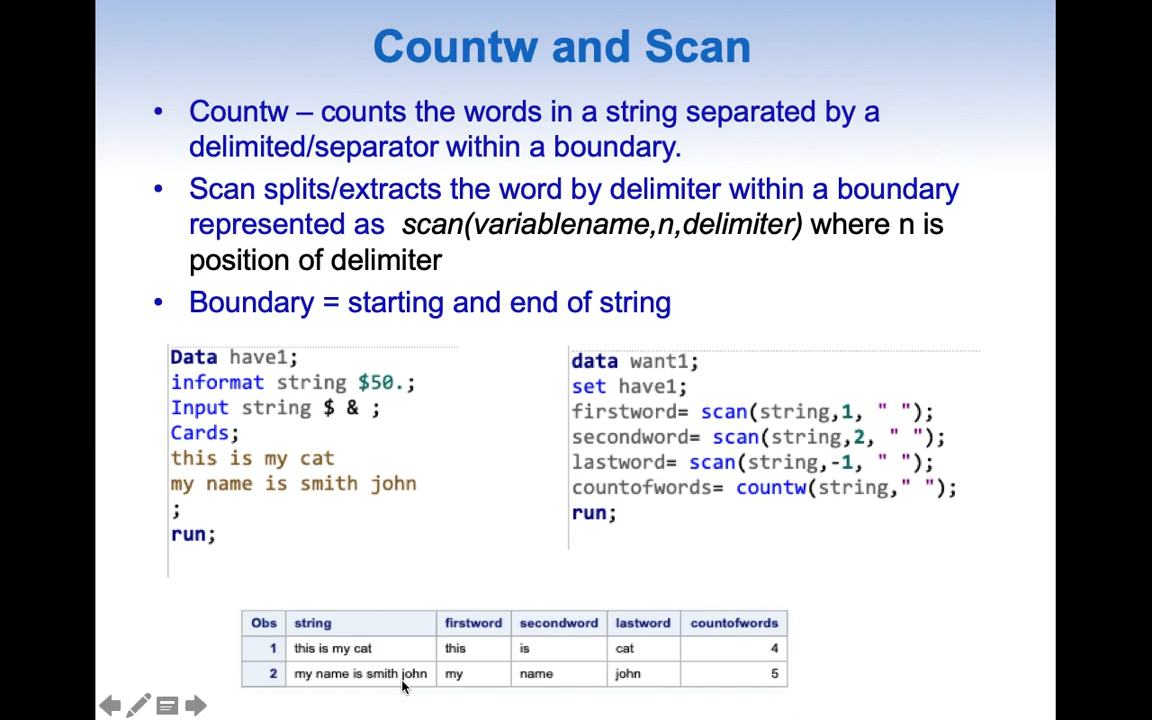 Countw and Scan
• Countw – counts the words in a string separated by a
delimited/separator within a boundary.
• Scan splits/extracts the word by delimiter within a boundary
represented as scan(variablename,n,delimiter) where n is
position of delimiter
• Boundary = starting and end of string
Data have1;
informat string $50.;
Input string $ & ;
Cards;
this is my cat
my name is smith john
;
run;
data want1;
set have1;
firstword= scan(string,1, " ");
secondword= scan(string,2, " ");
lastword= scan(string,-1, " ");
countofwords= countw(string," ");
run;
Obs string firstword secondword lastword countofwords
1 this is my cat this is cat 4
2 my name is smith john my name john 5